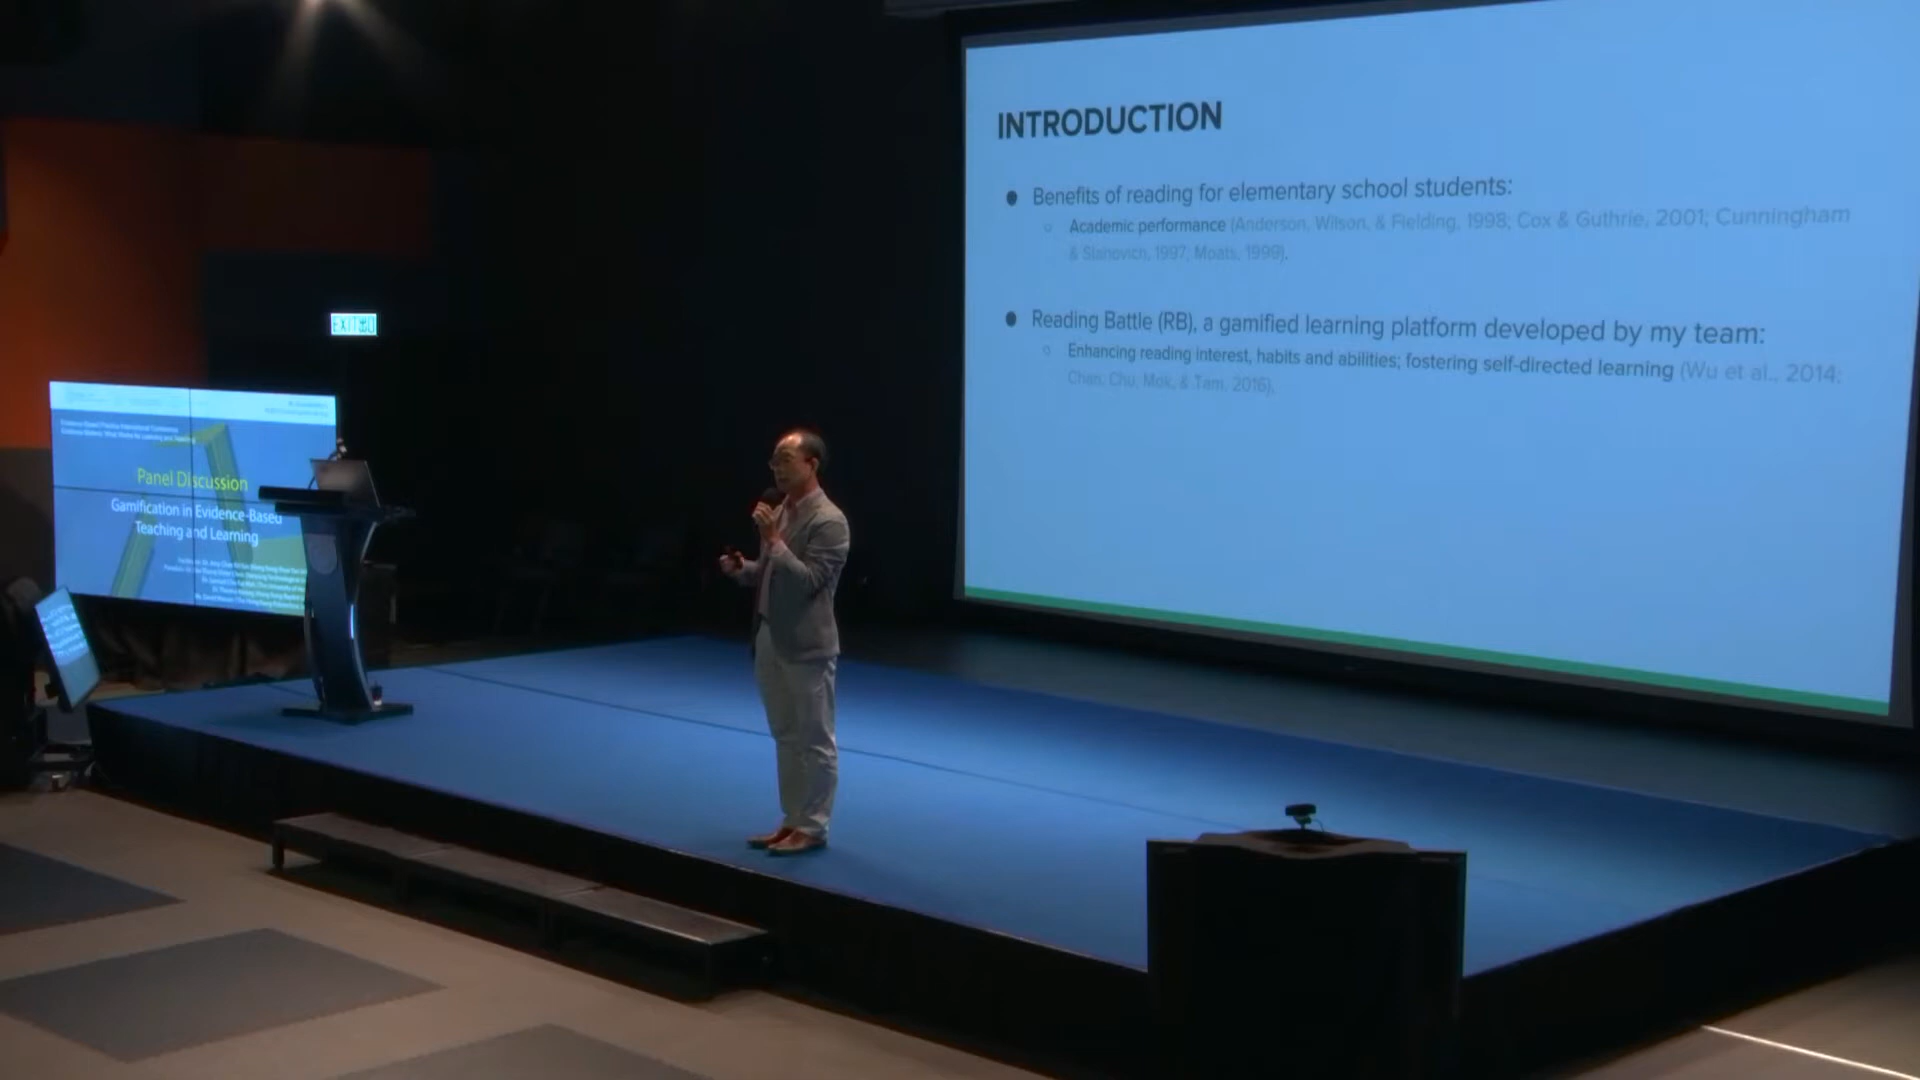 INTRODUCTION
● Benefits of reading for elementary school students:
○ Academic performance (Anderson, Wilson, & Fielding, 1998; Cox & Guthrie, 2001; Cunningham
& Stanovich, 1997; Moats, 1999).
● Reading Battle (RB), a gamified learning platform developed by my team:
○ Enhancing reading interest, habits and abilities; fostering self-directed learning (Wu et al., 2014;
Chan, Chu, Mok, & Tam, 2016).
EXIT
Panel Discussion
Gamification in Evidence-Based
Teaching and Learning